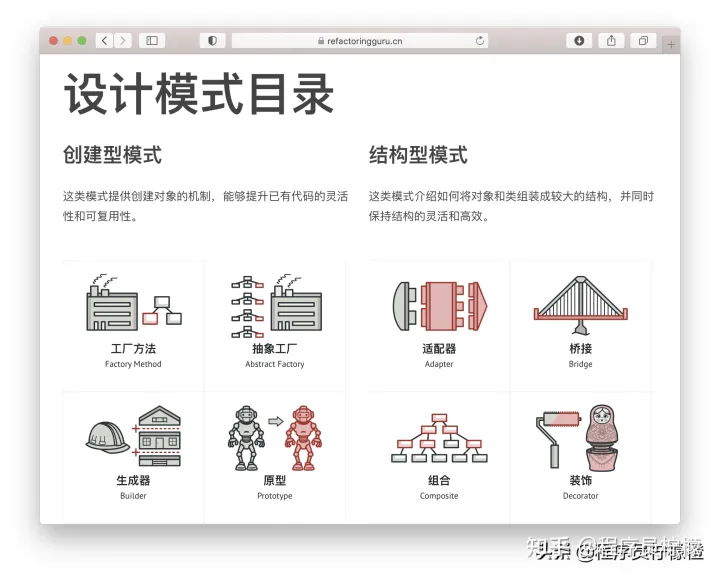 refactoringguru.cn
设计模式目录
创建型模式
这类模式提供创建对象的机制，能够提升已有代码的灵活
性和可复用性。
结构型模式
这类模式介绍如何将对象和类组装成较大的结构，并同时
保持结构的灵活和高效。
工厂方法
Factory Method
抽象工厂
Abstract Factory
适配器
Adapter
桥接
Bridge
生成器
Builder
原型
Prototype
组合
Composite
装饰
Decorator
头条 @程序员柠檬橙